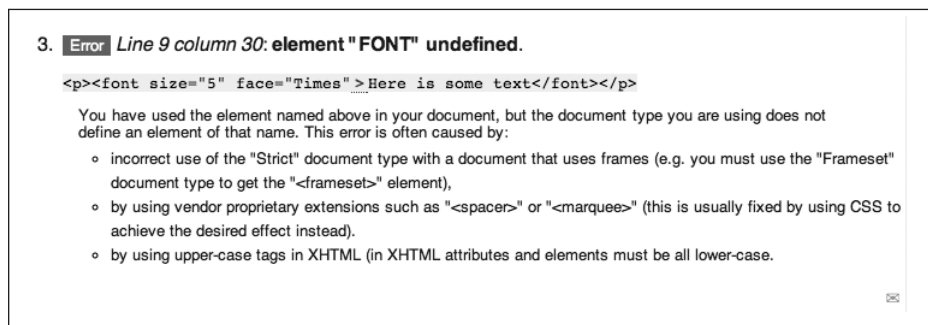 3. Error Line 9 column 30: element "FONT" undefined.
<p><font size="5" face="Times">Here is some text</font></p>
You have used the element named above in your document, but the document type you are using does not
define an element of that name. This error is often caused by:
◦ incorrect use of the "Strict" document type with a document that uses frames (e.g. you must use the "Frameset"
document type to get the "<frameset>" element),
◦ by using vendor proprietary extensions such as "<spacer>" or "<marquee>" (this is usually fixed by using CSS to
achieve the desired effect instead).
◦ by using upper-case tags in XHTML (in XHTML attributes and elements must be all lower-case.